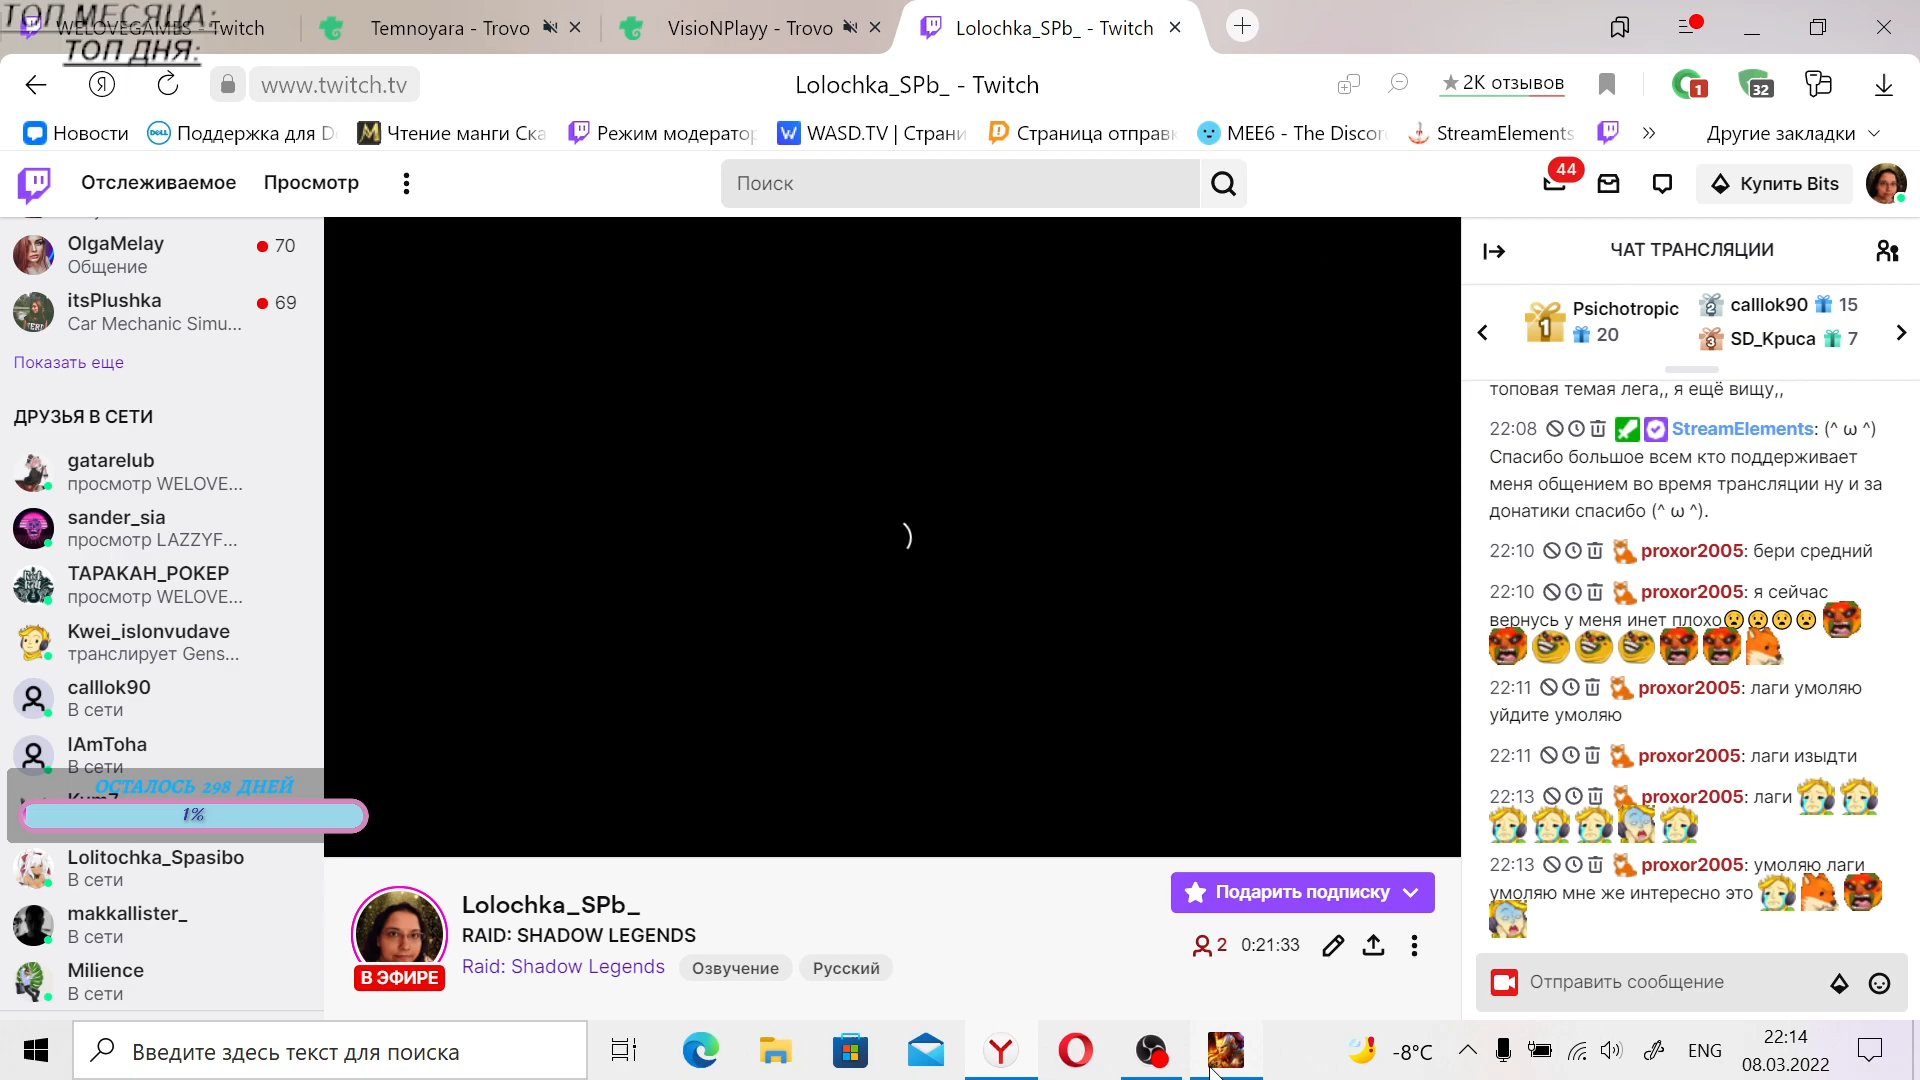 ТОП МЕСЯЦА:
ТОП ДНЯ:
WELOVEGAMES - Twitch
Temnoyara - Trovo
VisioNPlayy - Trovo
Lolochka_SPb_ - Twitch
www.twitch.tv
Lolochka_SPb_ - Twitch
★ 2К отзывов
1
32
Новости
Поддержка для D
Чтение манги Ска
Режим модератор
WASD.TV | Страни
Страница отправк
MEE6 - The Discor
StreamElements
»
Другие закладки
Отслеживаемое
Просмотр
Поиск
44
Купить Bits
OlgaMelay
70
Общение
itsPlushka
69
Car Mechanic Simu...
Показать еще
ДРУЗЬЯ В СЕТИ
gatarelub
просмотр WELOVE...
sander_sia
просмотр LAZZYF...
TAPAKAH_POKEP
просмотр WELOVE...
Kwei_islonvudave
транслирует Gens...
calllok90
В сети
IAmToha
В сети
ОСТАЛОСЬ 298 ДНЕЙ
1%
Lolitochka_Spasibo
В сети
makkallister_
В сети
Milience
В сети
Lolochka_SPb_
RAID: SHADOW LEGENDS
Raid: Shadow Legends
Озвучение
Русский
В ЭФИРЕ
Подарить подписку
2
0:21:33
ЧАТ ТРАНСЛЯЦИИ
1
Psichotropic
20
2
calllok90
15
3
SD_Kpuca
7
топовая темая лега,, я ещё вищу,,
22:08 StreamElements: (^ ω ^)
Спасибо большое всем кто поддерживает
меня общением во время трансляции ну и за
донатики спасибо (^ ω ^).
22:10 proxor2005: бери средний
22:10 proxor2005: я сейчас
вернусь у меня инет плохо
22:11 proxor2005: лаги умоляю
уйдите умоляю
22:11 proxor2005: лаги изыдти
22:13 proxor2005: лаги
22:13 proxor2005: умоляю лаги
умоляю мне же интересно это
Отправить сообщение
Введите здесь текст для поиска
-8°C
ENG
22:14
08.03.2022